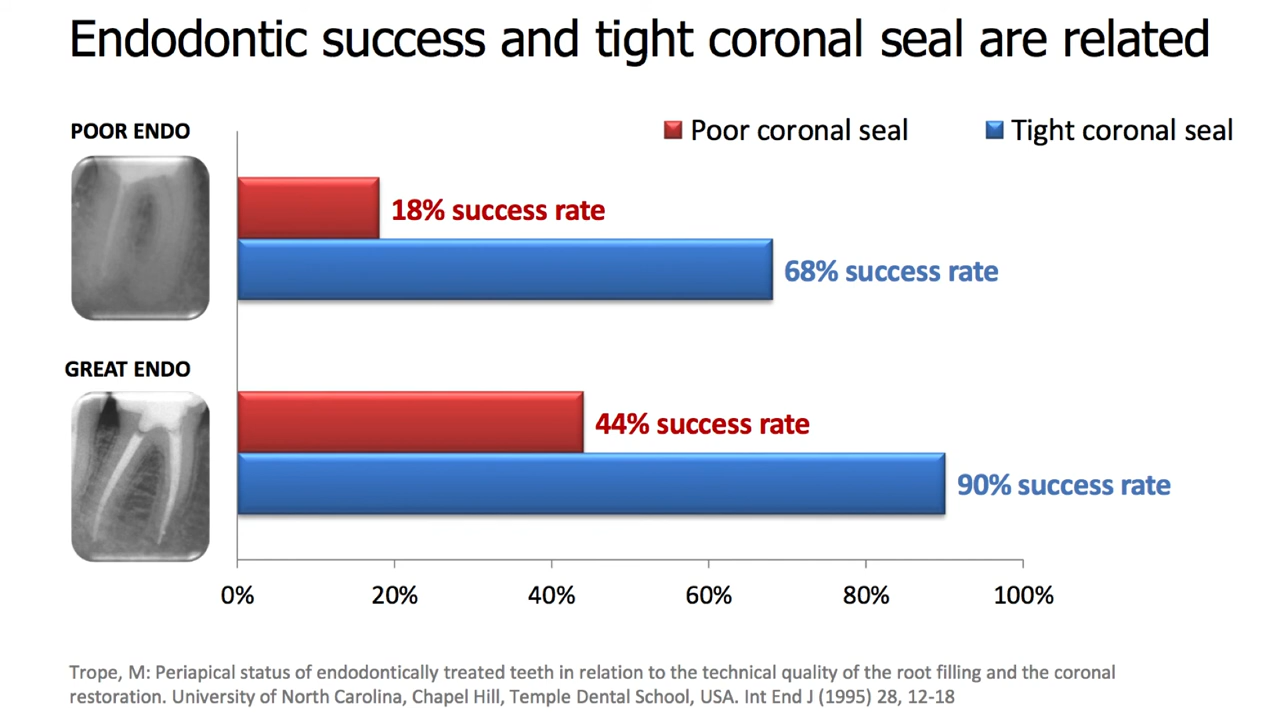 Endodontic success and tight coronal seal are related
POOR ENDO
Poor coronal seal
Tight coronal seal
18% success rate
68% success rate
GREAT ENDO
44% success rate
90% success rate
0%
20%
40%
60%
80%
100%
Trope, M: Periapical status of endodontically treated teeth in relation to the technical quality of the root filling and the coronal
restoration. University of North Carolina, Chapel Hill, Temple Dental School, USA. Int End J (1995) 28, 12-18